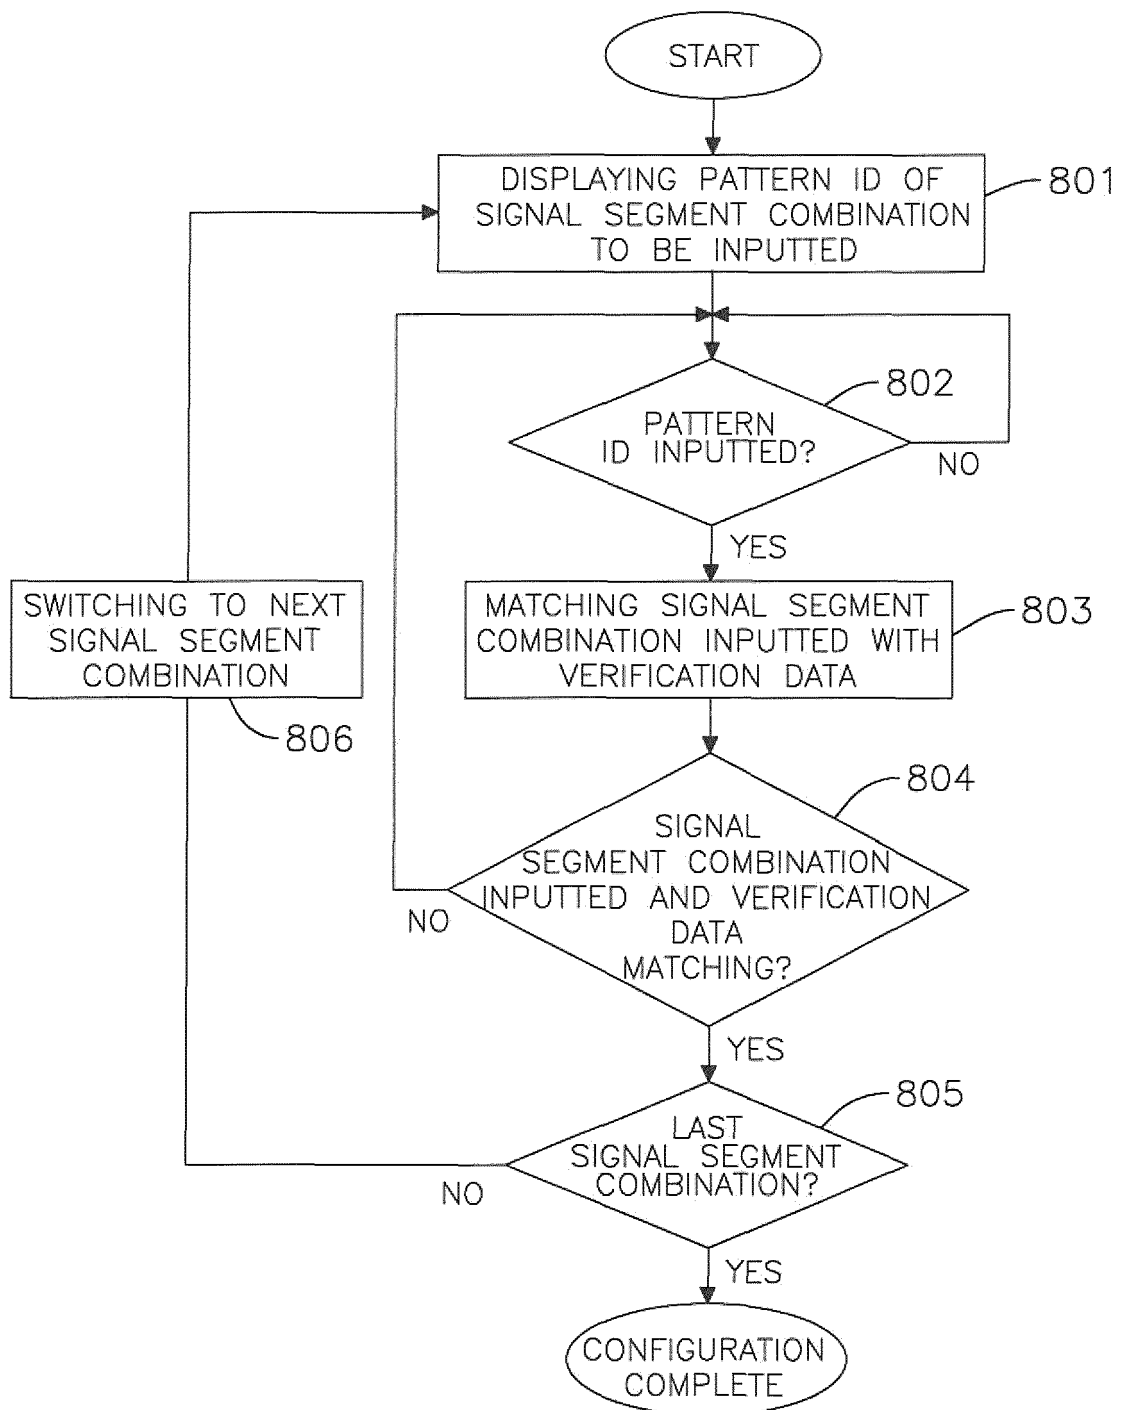 START
DISPLAYING PATTERN ID OF
SIGNAL SEGMENT COMBINATION
TO BE INPUTTED
801
802
PATTERN
ID INPUTTED?
NO
YES
SWITCHING TO NEXT
SIGNAL SEGMENT
COMBINATION
806
MATCHING SIGNAL SEGMENT
COMBINATION INPUTTED WITH
VERIFICATION DATA
803
804
SIGNAL
SEGMENT COMBINATION
INPUTTED AND VERIFICATION
DATA
MATCHING?
NO
YES
805
LAST
SIGNAL SEGMENT
COMBINATION?
NO
YES
CONFIGURATION
COMPLETE